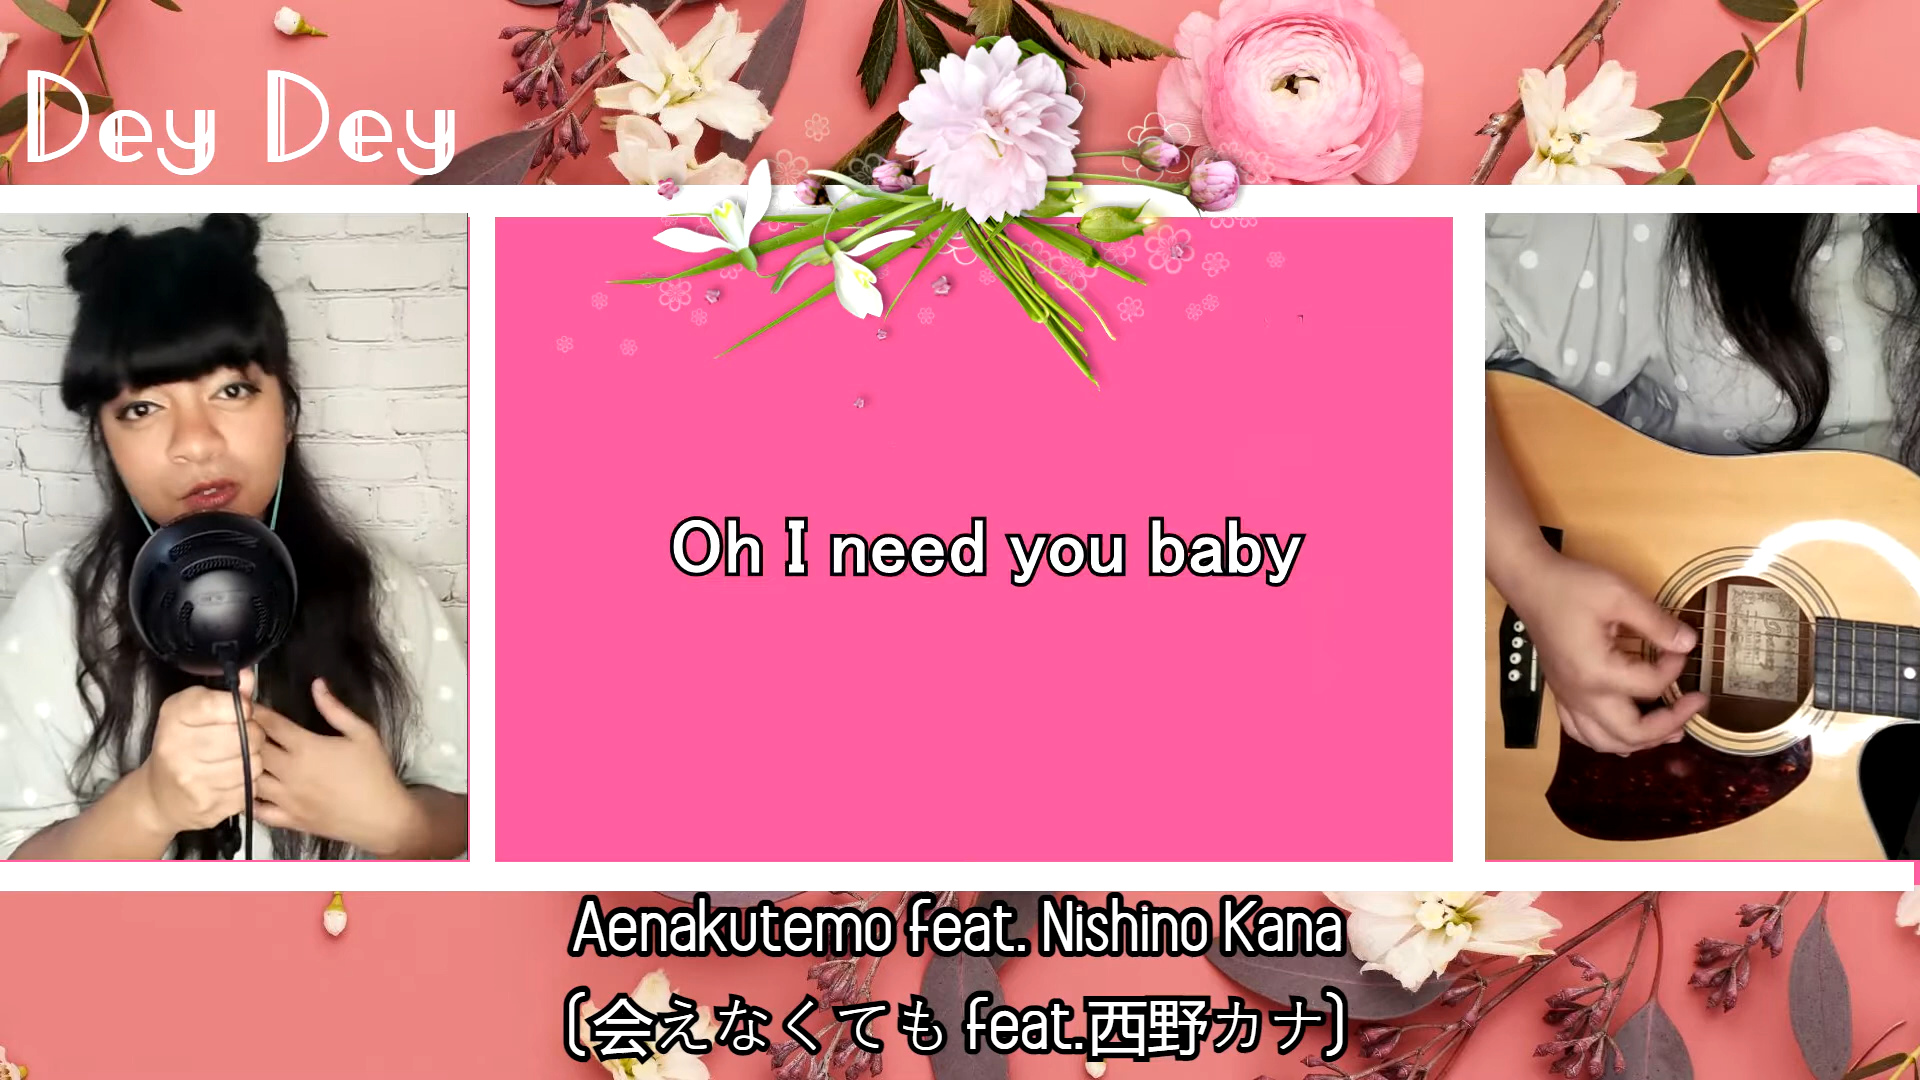 Dey Dey
Oh I need you baby
Aenakutemo feat. Nishino Kana
(会えなくても feat.西野カナ)